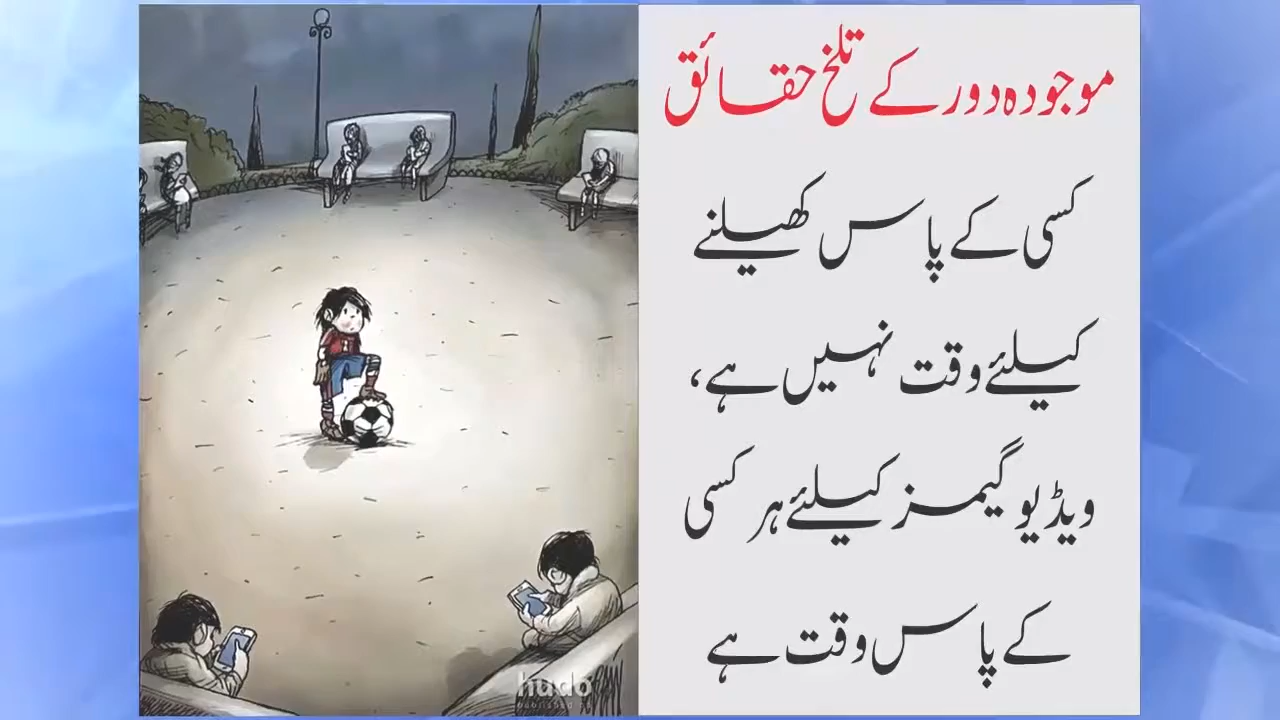 موجودہ دور کے تلخ حقائق
کسی کے پاس کھیلنے
کیلئے وقت نہیں ہے،
ویڈیو گیمز کیلئے ہر کسی
کے پاس وقت ہے
hudo